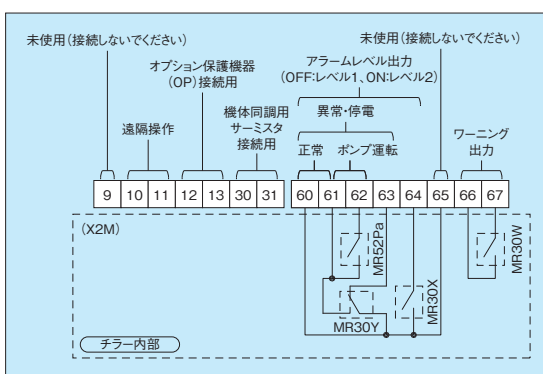 未使用(接続しないでください)
未使用(接続しないでください)
オプション保護機器
(OP)接続用
アラームレベル出力
(OFF:レベル1、ON:レベル2)
遠隔操作
機体同調用
サーミスタ
接続用
異常・停電
正常
ポンプ運転
ワーニング
出力
9 10 11 12 13 30 31 60 61 62 63 64 65 66 67
(X2M)
MR52Pa
MR30W
MR30X
MR30Y
チラー内部